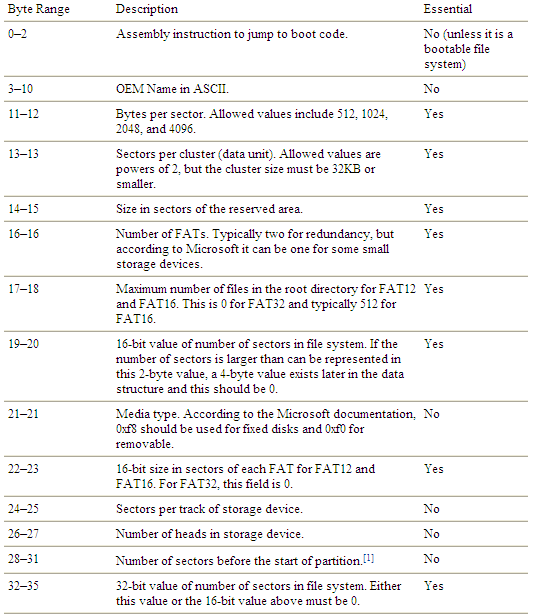 Byte Range Description Essential
0–2 Assembly instruction to jump to boot code. No (unless it is a
bootable file
system)
3–10 OEM Name in ASCII. No
11–12 Bytes per sector. Allowed values include 512, 1024, Yes
2048, and 4096.
13–13 Sectors per cluster (data unit). Allowed values are Yes
powers of 2, but the cluster size must be 32KB or
smaller.
14–15 Size in sectors of the reserved area. Yes
16–16 Number of FATs. Typically two for redundancy, but Yes
according to Microsoft it can be one for some small
storage devices.
17–18 Maximum number of files in the root directory for FAT12 Yes
and FAT16. This is 0 for FAT32 and typically 512 for
FAT16.
19–20 16-bit value of number of sectors in file system. If the Yes
number of sectors is larger than can be represented in
this 2-byte value, a 4-byte value exists later in the data
structure and this should be 0.
21–21 Media type. According to the Microsoft documentation, No
0xf8 should be used for fixed disks and 0xf0 for
removable.
22–23 16-bit size in sectors of each FAT for FAT12 and Yes
FAT16. For FAT32, this field is 0.
24–25 Sectors per track of storage device. No
26–27 Number of heads in storage device. No
28–31 Number of sectors before the start of partition.[1] No
32–35 32-bit value of number of sectors in file system. Either Yes
this value or the 16-bit value above must be 0.